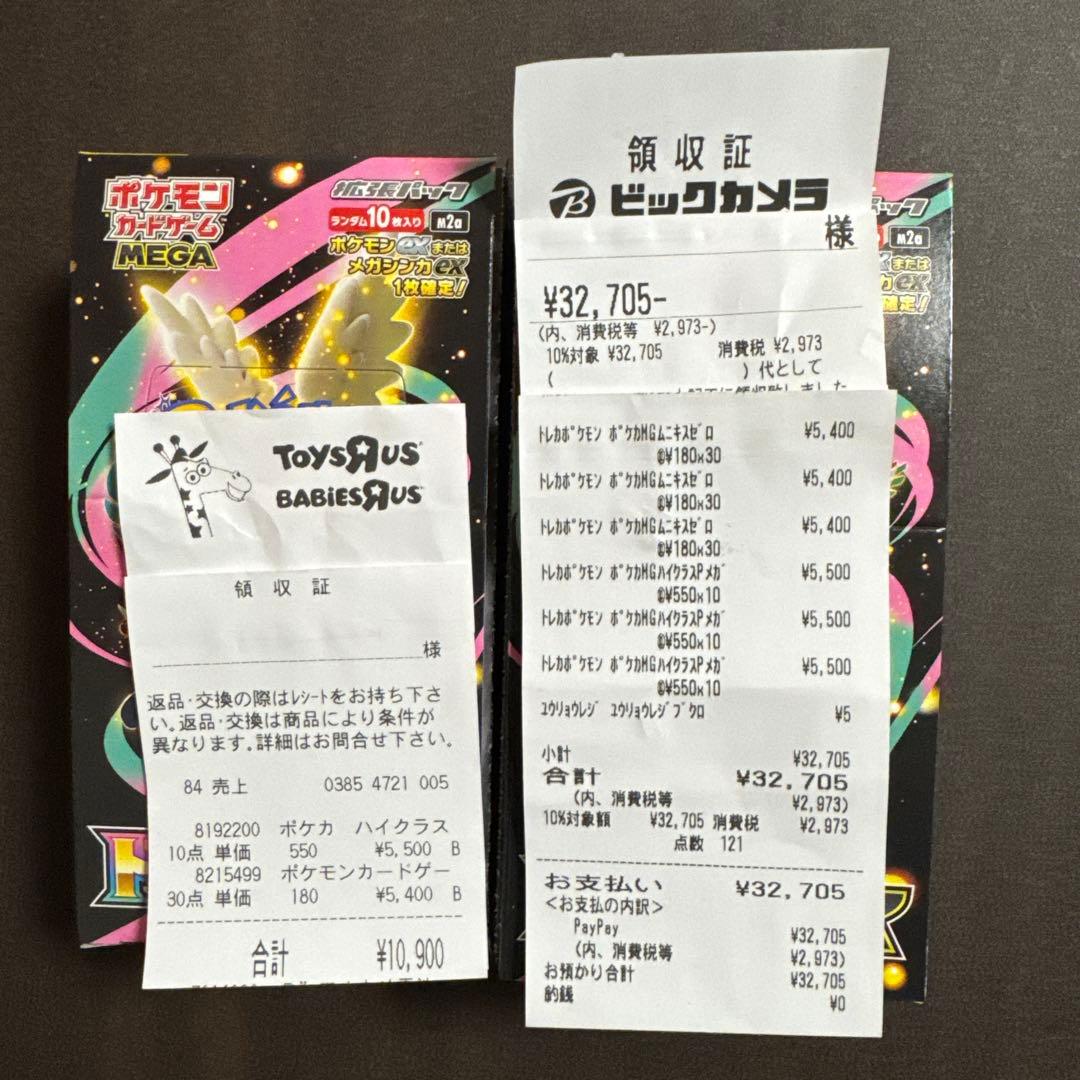 ポケモン
カードゲーム
MEGA
拡張パック
ランダム10枚入り
M2a
ポケモンexまたは
メガシンカex
1枚確定!
TOYSRUS
BABIESRUS
領収証
様
返品・交換の際はレシートをお持ち下さ
い。返品・交換は商品により条件が
異なります。詳細はお問合せ下さい。
84 売上 0385 4721 005
8192200 ポケカ ハイクラス
10点 単価 550 ¥5,500 B
8215499 ポケモンカードゲー
30点 単価 180 ¥5,400 B
合計 ¥10,900
領収証
B ビックカメラ
様
¥32,705-
(内、消費税等 ¥2,973-)
10%対象 ¥32,705 消費税 ¥2,973
( )代として
トレカポケモン ポケカMGムニキスゼロ ¥5,400
@¥180x30
トレカポケモン ポケカMGムニキスゼロ ¥5,400
@¥180x30
トレカポケモン ポケカMGムニキスゼロ ¥5,400
@¥180x30
トレカポケモン ポケカMGハイクラスPメガ ¥5,500
@¥550x10
トレカポケモン ポケカMGハイクラスPメガ ¥5,500
@¥550x10
トレカポケモン ポケカMGハイクラスPメガ ¥5,500
@¥550x10
ユウリョウレジ ユウリョウレジブクロ ¥5
小計 ¥32,705
合計 ¥32,705
(内、消費税等 ¥2,973)
10%対象額 ¥32,705 消費税 ¥2,973
点数 121
お支払い ¥32,705
<お支払の内訳>
PayPay ¥32,705
(内、消費税等 ¥2,973)
お預かり合計 ¥32,705
釣銭 ¥0
ック
M2a
または
カex
確定!